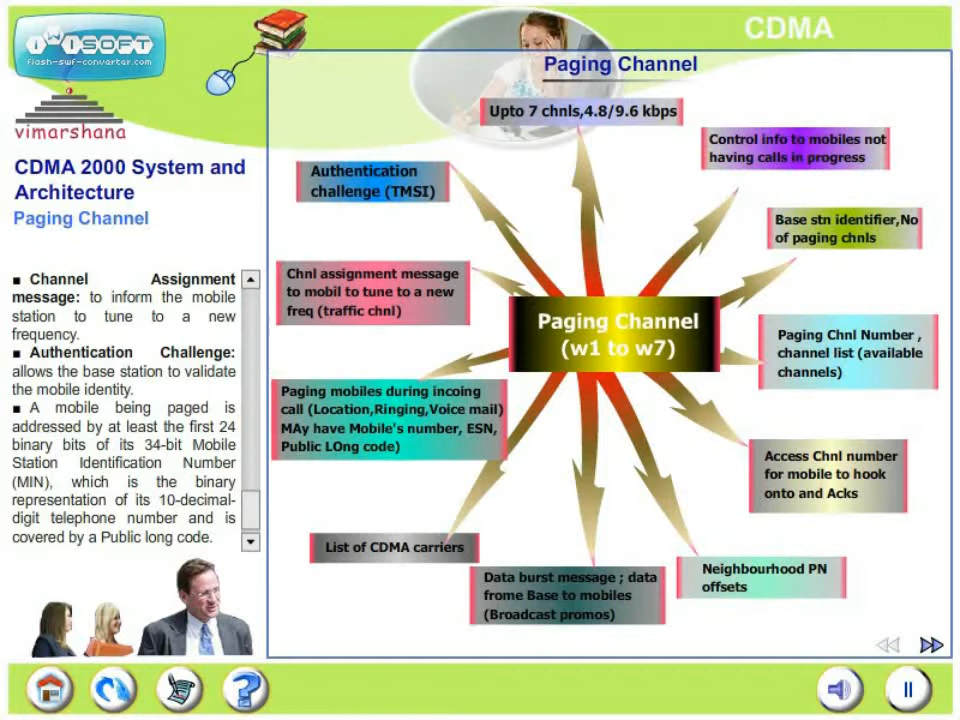 iWiSOFT
flash-swf-converter.com
CDMA
vimarshana
CDMA 2000 System and
Architecture
Paging Channel
■ Channel Assignment
message: to inform the mobile
station to tune to a new
frequency.
■ Authentication Challenge:
allows the base station to validate
the mobile identity.
■ A mobile being paged is
addressed by at least the first 24
binary bits of its 34-bit Mobile
Station Identification Number
(MIN), which is the binary
representation of its 10-decimal-
digit telephone number and is
covered by a Public long code.
Paging Channel
Upto 7 chnls,4.8/9.6 kbps
Control info to mobiles not
having calls in progress
Authentication
challenge (TMSI)
Base stn identifier,No
of paging chnls
Chnl assignment message
to mobil to tune to a new
freq (traffic chnl)
Paging Channel
(w1 to w7)
Paging Chnl Number ,
channel list (available
channels)
Paging mobiles during incoing
call (Location,Ringing,Voice mail)
MAy have Mobile's number, ESN,
Public LOng code)
Access Chnl number
for mobile to hook
onto and Acks
List of CDMA carriers
Data burst message ; data
frome Base to mobiles
(Broadcast promos)
Neighbourhood PN
offsets